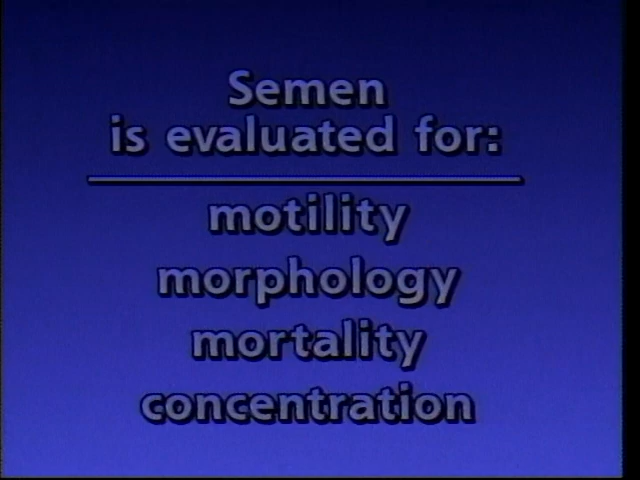 Semen
is evaluated for:
motility
morphology
mortality
concentration